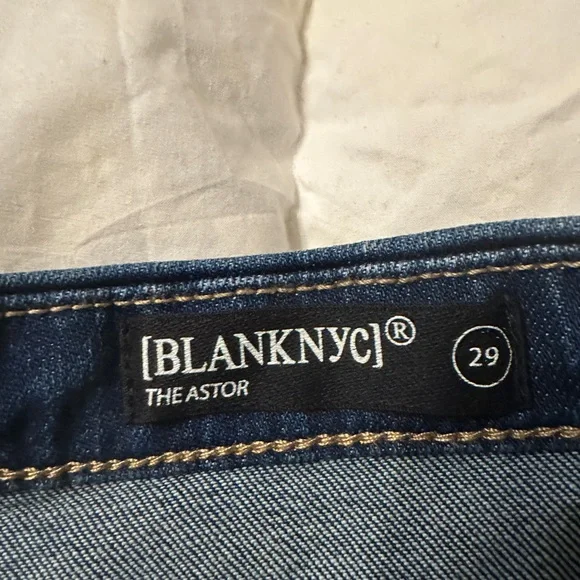 [BLANKNYC]®
THE ASTOR
29